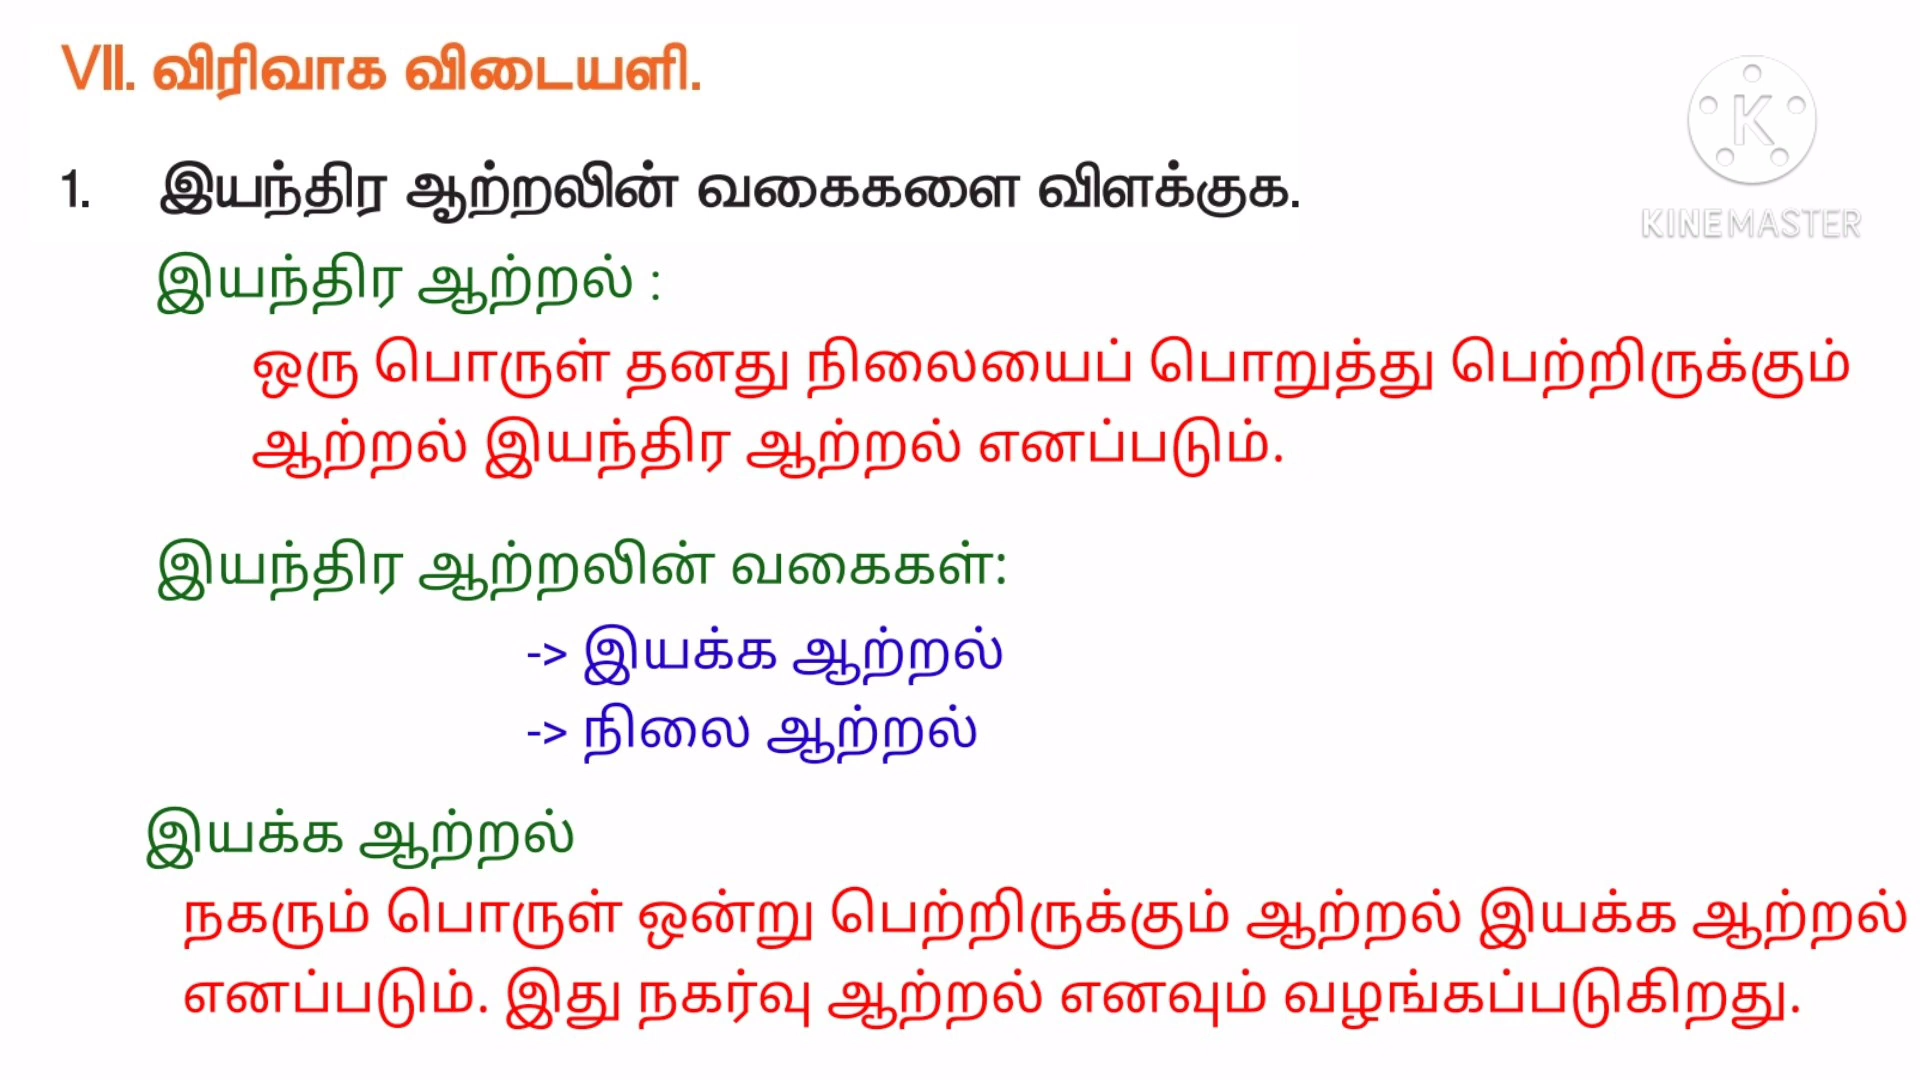 VII. விரிவாக விடையளி.
1. இயந்திர ஆற்றலின் வகைகளை விளக்குக.
இயந்திர ஆற்றல் :
ஒரு பொருள் தனது நிலையைப் பொறுத்து பெற்றிருக்கும்
ஆற்றல் இயந்திர ஆற்றல் எனப்படும்.
இயந்திர ஆற்றலின் வகைகள்:
-> இயக்க ஆற்றல்
-> நிலை ஆற்றல்
இயக்க ஆற்றல்
நகரும் பொருள் ஒன்று பெற்றிருக்கும் ஆற்றல் இயக்க ஆற்றல்
எனப்படும். இது நகர்வு ஆற்றல் எனவும் வழங்கப்படுகிறது.
K
KINEMASTER